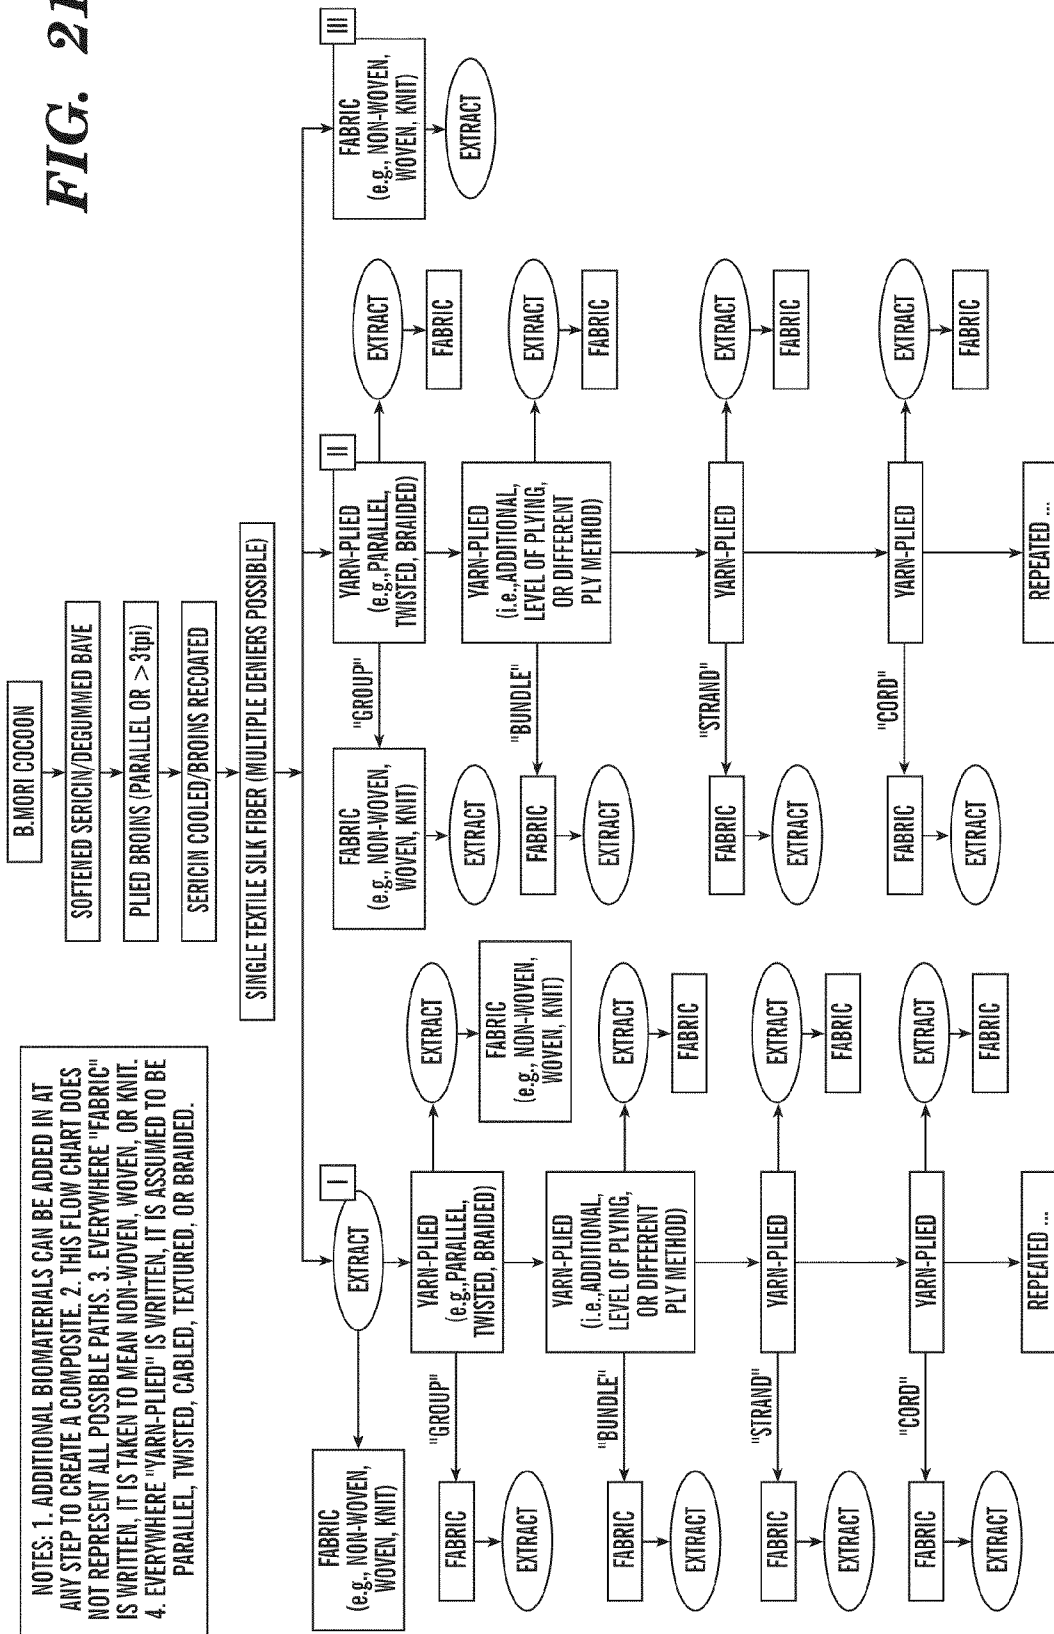 FIG. 21
NOTES: 1. ADDITIONAL BIOMATERIALS CAN BE ADDED IN AT
ANY STEP TO CREATE A COMPOSITE. 2. THIS FLOW CHART DOES
NOT REPRESENT ALL POSSIBLE PATHS. 3. EVERYWHERE "FABRIC"
IS WRITTEN, IT IS TAKEN TO MEAN NON-WOVEN, WOVEN, OR KNIT.
4. EVERYWHERE "YARN-PLIED" IS WRITTEN, IT IS ASSUMED TO BE
PARALLEL, TWISTED, CABLED, TEXTURED, OR BRAIDED.
B.MORI COCOON
SOFTENED SERICIN/DEGUMMED BAVE
PLIED BROINS (PARALLEL OR >3tpi)
SERICIN COOLED/BROINS RECOATED
SINGLE TEXTILE SILK FIBER (MULTIPLE DENIERS POSSIBLE)
I
EXTRACT
FABRIC
(e.g., NON-WOVEN,
WOVEN, KNIT)
YARN-PLIED
(e.g.,PARALLEL,
TWISTED, BRAIDED)
"GROUP"
FABRIC
EXTRACT
EXTRACT
FABRIC
(e.g., NON-WOVEN,
WOVEN, KNIT)
YARN-PLIED
(i.e.,ADDITIONAL,
LEVEL OF PLYING,
OR DIFFERENT
PLY METHOD)
"BUNDLE"
FABRIC
EXTRACT
EXTRACT
FABRIC
YARN-PLIED
"STRAND"
FABRIC
EXTRACT
EXTRACT
FABRIC
YARN-PLIED
"CORD"
FABRIC
EXTRACT
EXTRACT
FABRIC
REPEATED ...
II
YARN-PLIED
(e.g.,PARALLEL,
TWISTED, BRAIDED)
"GROUP"
FABRIC
(e.g., NON-WOVEN,
WOVEN, KNIT)
EXTRACT
EXTRACT
FABRIC
YARN-PLIED
(i.e.,ADDITIONAL,
LEVEL OF PLYING,
OR DIFFERENT
PLY METHOD)
"BUNDLE"
FABRIC
EXTRACT
EXTRACT
FABRIC
YARN-PLIED
"STRAND"
FABRIC
EXTRACT
EXTRACT
FABRIC
YARN-PLIED
"CORD"
FABRIC
EXTRACT
EXTRACT
FABRIC
REPEATED ...
III
FABRIC
(e.g., NON-WOVEN,
WOVEN, KNIT)
EXTRACT